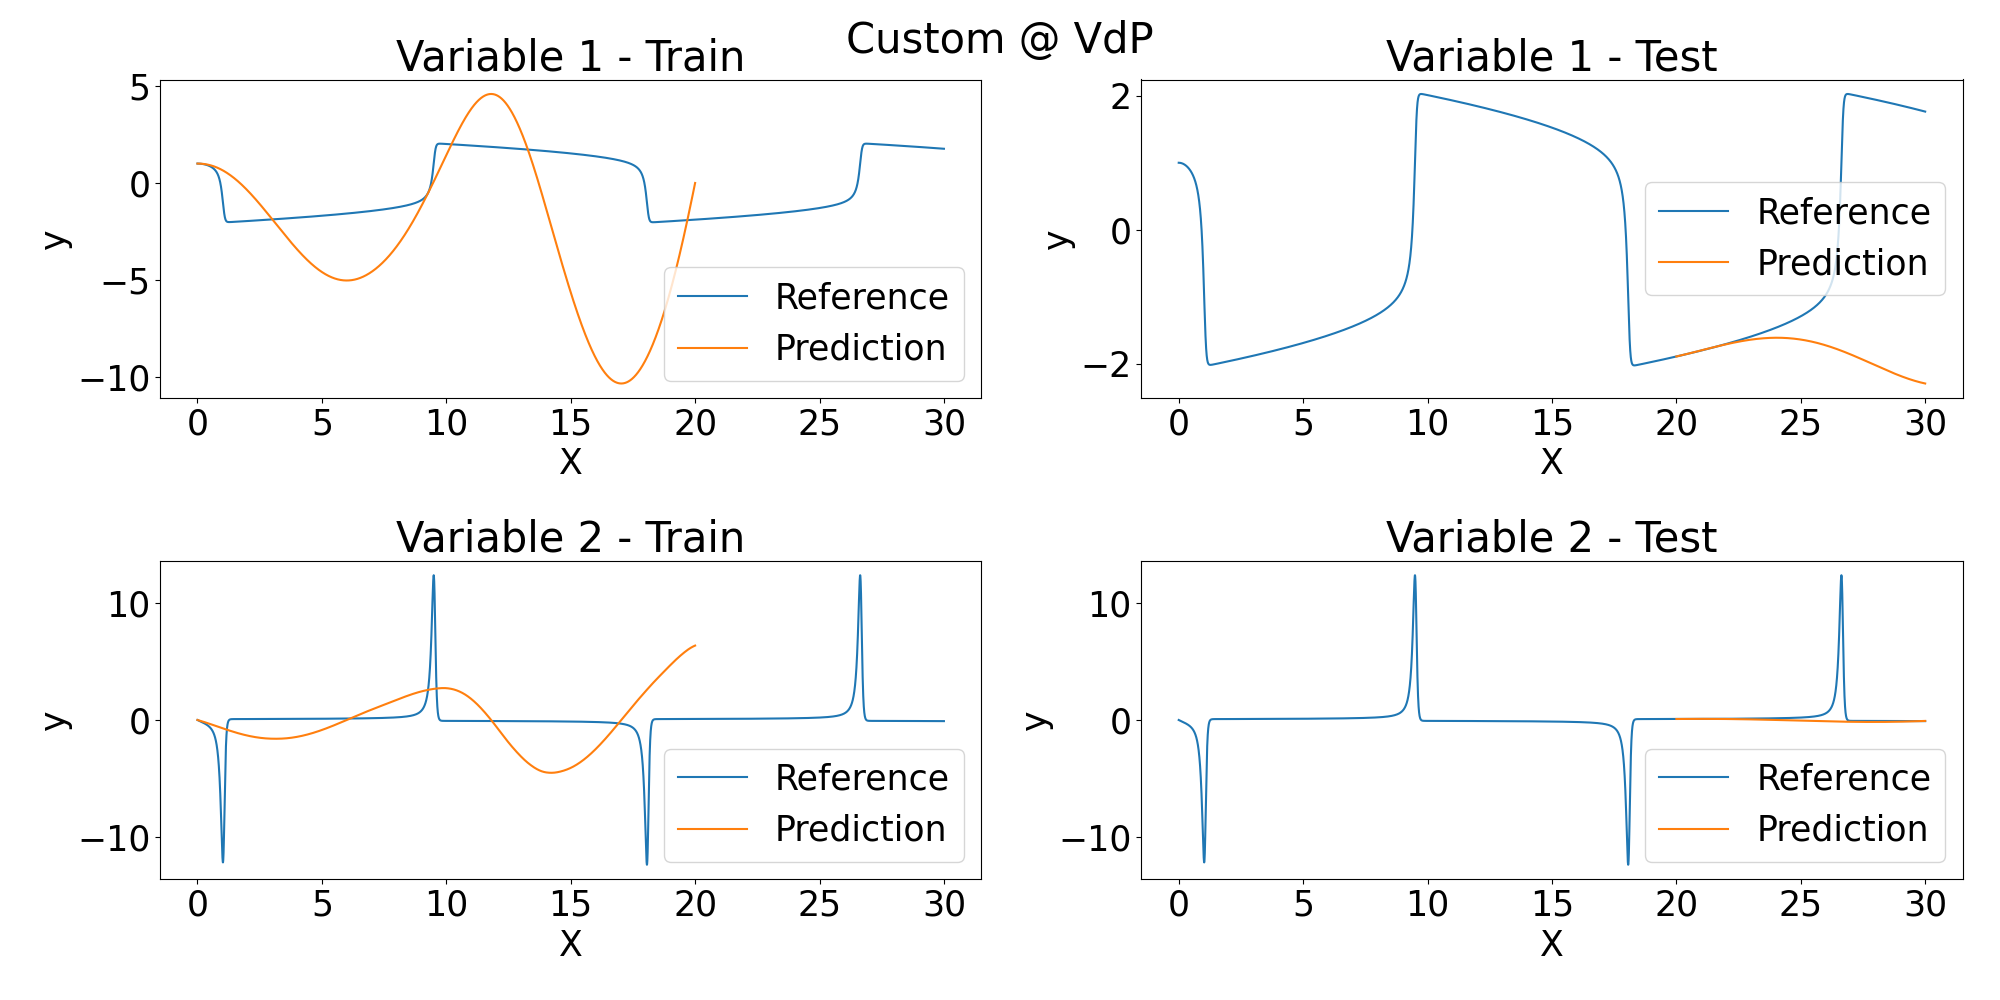 Custom @ VdP
Variable 1 - Train
5
0
−5
−10
y
0 5 10 15 20 25 30
X
Reference
Prediction
Variable 1 - Test
2
0
−2
y
0 5 10 15 20 25 30
X
Reference
Prediction
Variable 2 - Train
10
0
−10
y
0 5 10 15 20 25 30
X
Reference
Prediction
Variable 2 - Test
10
0
−10
y
0 5 10 15 20 25 30
X
Reference
Prediction